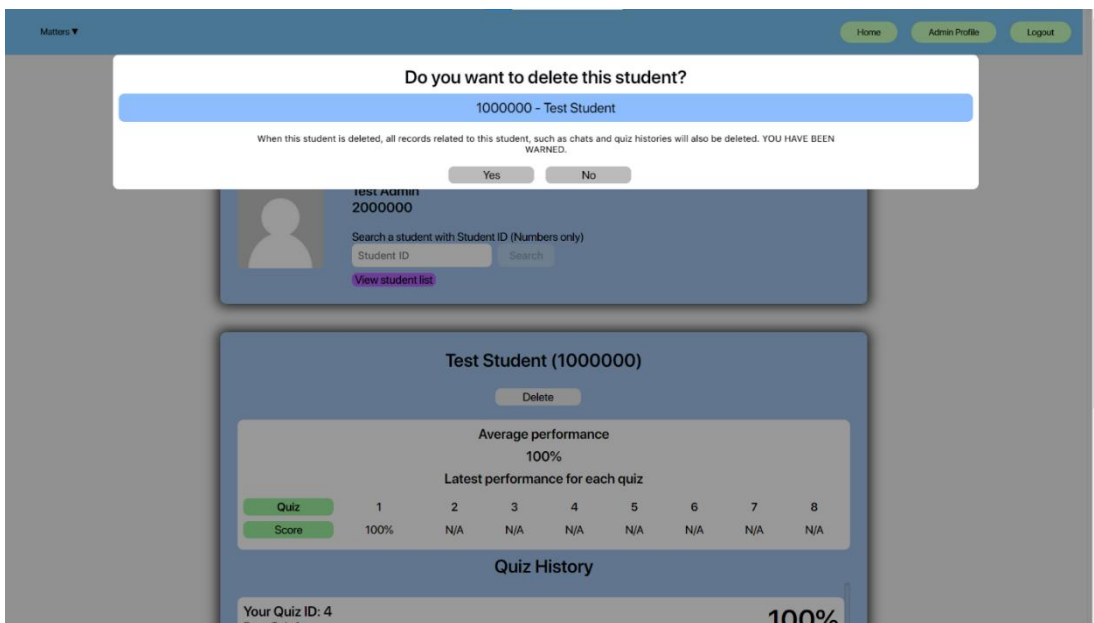 Matters ▼
Home
Admin Profile
Logout
Do you want to delete this student?
1000000 - Test Student
When this student is deleted, all records related to this student, such as chats and quiz histories will also be deleted. YOU HAVE BEEN
WARNED.
Yes
No
Test Admin
2000000
Search a student with Student ID (Numbers only)
Student ID
Search
View student list
Test Student (1000000)
Delete
Average performance
100%
Latest performance for each quiz
Quiz 1 2 3 4 5 6 7 8
Score 100% N/A N/A N/A N/A N/A N/A N/A
Quiz History
Your Quiz ID: 4
100%